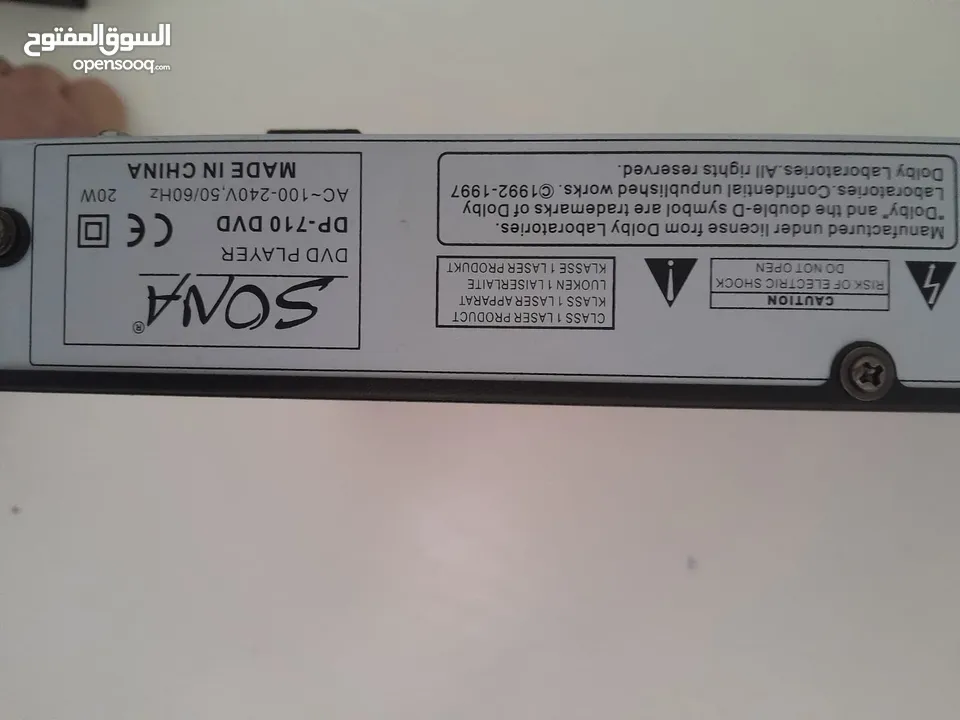 السوق المفتوح
opensooq.com
CAUTION
RISK OF ELECTRIC SHOCK
DO NOT OPEN
CLASS 1 LASER PRODUCT
KLASS 1 LASER APPARAT
LUOKEN 1 LAISERLAITE
KLASSE 1 LASER PRODUKT
Manufactured under license from Dolby Laboratories.
"Dolby" and the double-D symbol are trademarks of Dolby
Laboratories. Confidential unpublished works. ©1992-1997
Dolby Laboratories. All rights reserved.
SONA®
DVD PLAYER
DP-710 DVD
CE
AC~100-240V,50/60Hz 20W
MADE IN CHINA